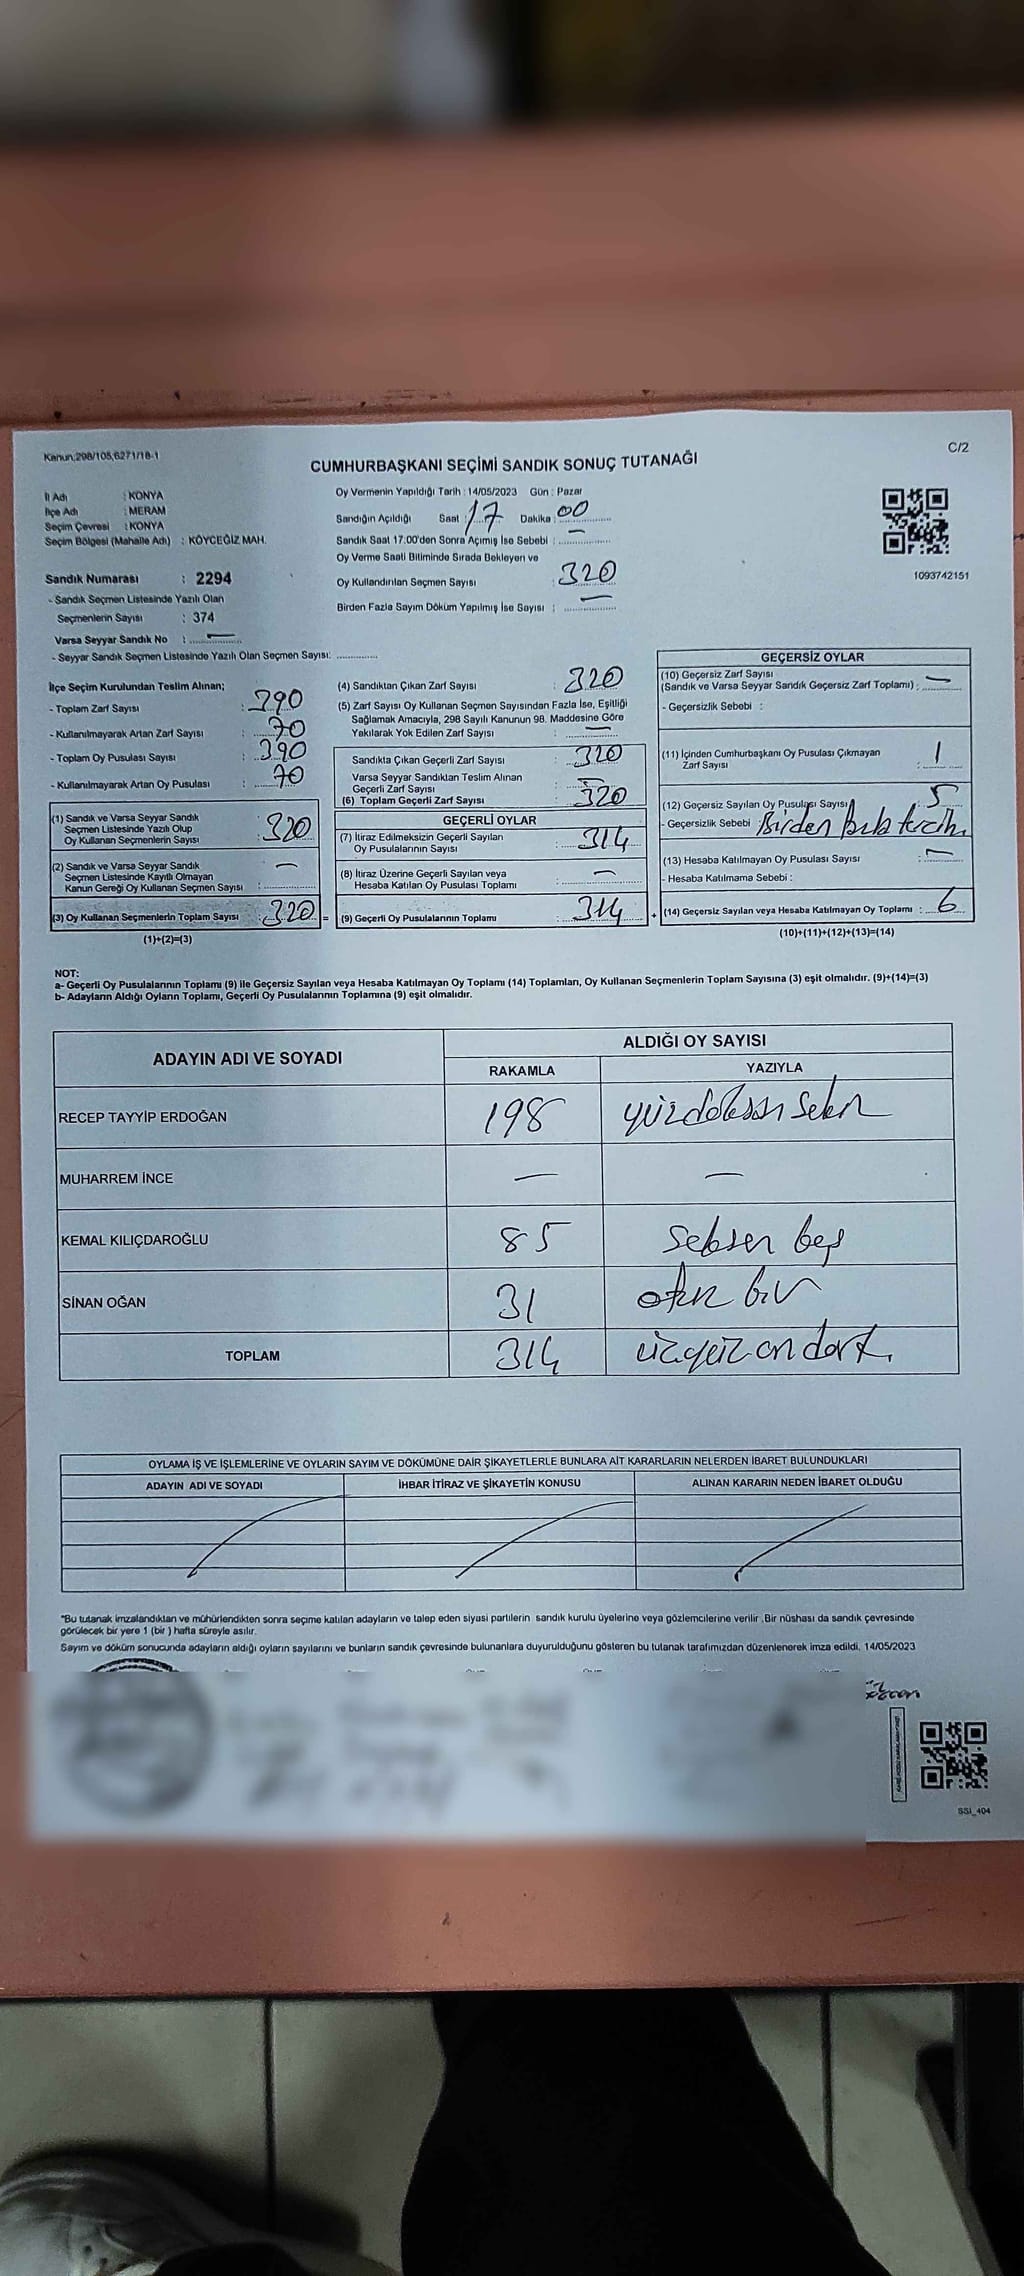 Kanun;298/105;6271/18-1
C/2
CUMHURBAŞKANI SEÇİMİ SANDIK SONUÇ TUTANAĞI
İl Adı : KONYA
İlçe Adı : MERAM
Seçim Çevresi : KONYA
Seçim Bölgesi (Mahalle Adı) : KÖYCEĞİZ MAH.
Sandık Numarası : 2294
- Sandık Seçmen Listesinde Yazılı Olan
Seçmenlerin Sayısı : 374
Varsa Seyyar Sandık No : —
- Seyyar Sandık Seçmen Listesinde Yazılı Olan Seçmen Sayısı:
Oy Vermenin Yapıldığı Tarih : 14/05/2023 Gün : Pazar
Sandığın Açıldığı Saat : 17 Dakika : 00
Sandık Saat 17:00'den Sonra Açımış İse Sebebi : —
Oy Verme Saati Bitiminde Sırada Bekleyen ve
Oy Kullandırılan Seçmen Sayısı : 320
Birden Fazla Sayım Döküm Yapılmış İse Sayısı : —
1093742151
İlçe Seçim Kurulundan Teslim Alınan;
- Toplam Zarf Sayısı : 390
- Kullanılmayarak Artan Zarf Sayısı : 70
- Toplam Oy Pusulası Sayısı : 390
- Kullanılmayarak Artan Oy Pusulası : 70
(1) Sandık ve Varsa Seyyar Sandık
Seçmen Listesinde Yazılı Olup
Oy Kullanan Seçmenlerin Sayısı : 320
(2) Sandık ve Varsa Seyyar Sandık
Seçmen Listesinde Kayıtlı Olmayan
Kanun Gereği Oy Kullanan Seçmen Sayısı : —
(3) Oy Kullanan Seçmenlerin Toplam Sayısı : 320 =
(1)+(2)=(3)
(4) Sandıktan Çıkan Zarf Sayısı : 320
(5) Zarf Sayısı Oy Kullanan Seçmen Sayısından Fazla İse, Eşitliği
Sağlamak Amacıyla, 298 Sayılı Kanunun 98. Maddesine Göre
Yakılarak Yok Edilen Zarf Sayısı : —
Sandıkta Çıkan Geçerli Zarf Sayısı : 320
Varsa Seyyar Sandıktan Teslim Alınan
Geçerli Zarf Sayısı : —
(6) Toplam Geçerli Zarf Sayısı : 320
GEÇERLİ OYLAR
(7) İtiraz Edilmeksizin Geçerli Sayılan
Oy Pusulalarının Sayısı : 314
(8) İtiraz Üzerine Geçerli Sayılan veya
Hesaba Katılan Oy Pusulası Toplamı : —
(9) Geçerli Oy Pusulalarının Toplamı : 314 +
GEÇERSİZ OYLAR
(10) Geçersiz Zarf Sayısı
(Sandık ve Varsa Seyyar Sandık Geçersiz Zarf Toplamı) : —
- Geçersizlik Sebebi :
(11) İçinden Cumhurbaşkanı Oy Pusulası Çıkmayan
Zarf Sayısı : 1
(12) Geçersiz Sayılan Oy Pusulası Sayısı : 5
- Geçersizlik Sebebi : Birden tercih.
(13) Hesaba Katılmayan Oy Pusulası Sayısı : —
- Hesaba Katılmama Sebebi :
(14) Geçersiz Sayılan veya Hesaba Katılmayan Oy Toplamı : 6
(10)+(11)+(12)+(13)=(14)
NOT:
a- Geçerli Oy Pusulalarının Toplamı (9) ile Geçersiz Sayılan veya Hesaba Katılmayan Oy Toplamı (14) Toplamları, Oy Kullanan Seçmenlerin Toplam Sayısına (3) eşit olmalıdır. (9)+(14)=(3)
b- Adayların Aldığı Oyların Toplamı, Geçerli Oy Pusulalarının Toplamına (9) eşit olmalıdır.
ADAYIN ADI VE SOYADI
ALDIĞI OY SAYISI
RAKAMLA YAZIYLA
RECEP TAYYİP ERDOĞAN 198 yüzdoksan sekiz
MUHARREM İNCE — —
KEMAL KILIÇDAROĞLU 85 seksen beş
SİNAN OĞAN 31 otuz bir
TOPLAM 314 üçyüz on dört.
OYLAMA İŞ VE İŞLEMLERİNE VE OYLARIN SAYIM VE DÖKÜMÜNE DAİR ŞİKAYETLERLE BUNLARA AİT KARARLARIN NELERDEN İBARET BULUNDUKLARI
ADAYIN ADI VE SOYADI İHBAR İTİRAZ VE ŞİKAYETİN KONUSU ALINAN KARARIN NEDEN İBARET OLDUĞU
*Bu tutanak imzalandıktan ve mühürlendikten sonra seçime katılan adayların ve talep eden siyasi partilerin sandık kurulu üyelerine veya gözlemcilerine verilir .Bir nüshası da sandık çevresinde
görülecek bir yere 1 (bir ) hafta süreyle asılır.
Sayım ve döküm sonucunda adayların aldığı oyların sayılarını ve bunların sandık çevresinde bulunanlara duyurulduğunu gösteren bu tutanak tarafımızdan düzenlenerek imza edildi. 14/05/2023
SSI_404